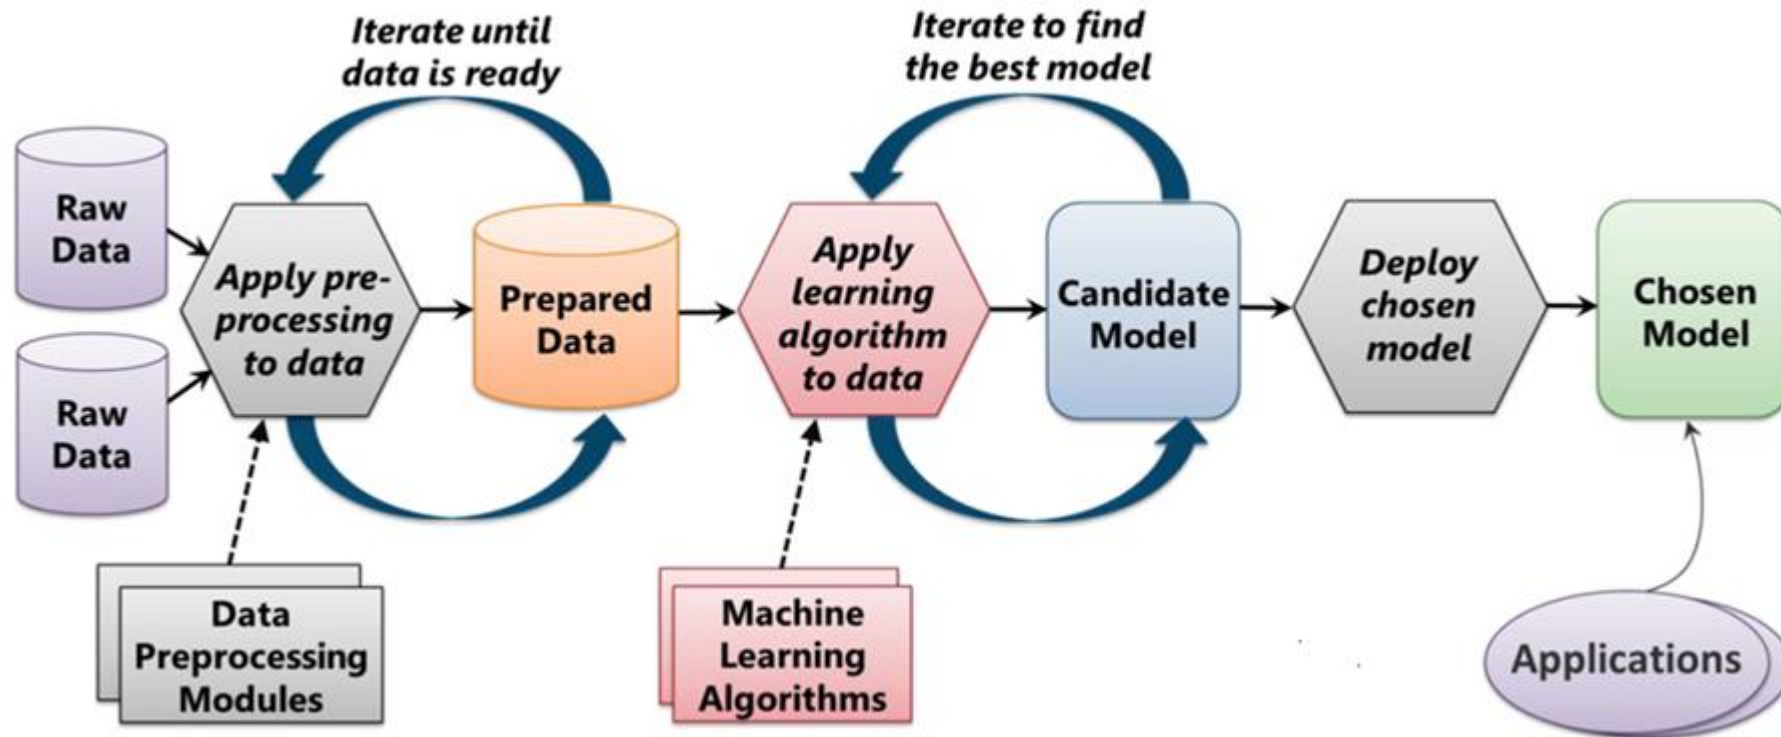 Iterate until
data is ready
Iterate to find
the best model
Raw
Data
Raw
Data
Apply pre-
processing
to data
Prepared
Data
Apply
learning
algorithm
to data
Candidate
Model
Deploy
chosen
model
Chosen
Model
Data
Preprocessing
Modules
Machine
Learning
Algorithms
Applications